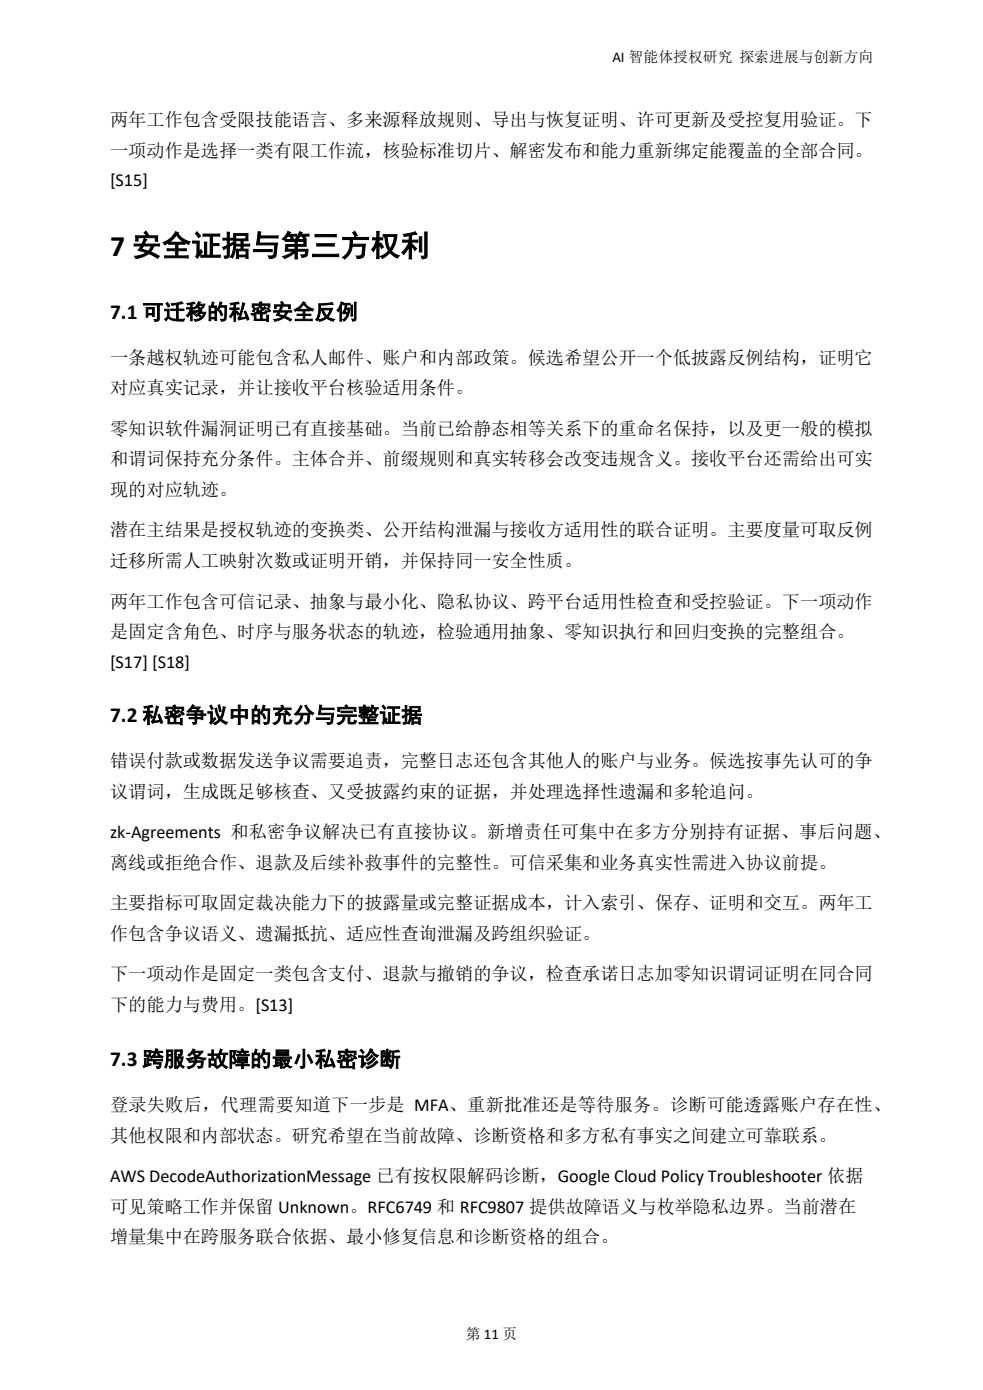 AI 智能体授权研究 探索进展与创新方向
两年工作包含受限技能语言、多来源释放规则、导出与恢复证明、许可更新及受控复用验证。下
一项动作是选择一类有限工作流，核验标准切片、解密发布和能力重新绑定能覆盖的全部合同。
[S15]
7 安全证据与第三方权利
7.1 可迁移的私密安全反例
一条越权轨迹可能包含私人邮件、账户和内部政策。候选希望公开一个低披露反例结构，证明它
对应真实记录，并让接收平台核验适用条件。
零知识软件漏洞证明已有直接基础。当前已给静态相等关系下的重命名保持，以及更一般的模拟
和谓词保持充分条件。主体合并、前缀规则和真实转移会改变违规含义。接收平台还需给出可实
现的对应轨迹。
潜在主结果是授权轨迹的变换类、公开结构泄漏与接收方适用性的联合证明。主要度量可取反例
迁移所需人工映射次数或证明开销，并保持同一安全性质。
两年工作包含可信记录、抽象与最小化、隐私协议、跨平台适用性检查和受控验证。下一项动作
是固定含角色、时序与服务状态的轨迹，检验通用抽象、零知识执行和回归变换的完整组合。
[S17] [S18]
7.2 私密争议中的充分与完整证据
错误付款或数据发送争议需要追责，完整日志还包含其他人的账户与业务。候选按事先认可的争
议谓词，生成既足够核查、又受披露约束的证据，并处理选择性遗漏和多轮追问。
zk-Agreements 和私密争议解决已有直接协议。新增责任可集中在多方分别持有证据、事后问题、
离线或拒绝合作、退款及后续补救事件的完整性。可信采集和业务真实性需进入协议前提。
主要指标可取固定裁决能力下的披露量或完整证据成本，计入索引、保存、证明和交互。两年工
作包含争议语义、遗漏抵抗、适应性查询泄漏及跨组织验证。
下一项动作是固定一类包含支付、退款与撤销的争议，检查承诺日志加零知识谓词证明在同合同
下的能力与费用。[S13]
7.3 跨服务故障的最小私密诊断
登录失败后，代理需要知道下一步是 MFA、重新批准还是等待服务。诊断可能透露账户存在性、
其他权限和内部状态。研究希望在当前故障、诊断资格和多方私有事实之间建立可靠联系。
AWS DecodeAuthorizationMessage 已有按权限解码诊断，Google Cloud Policy Troubleshooter 依据
可见策略工作并保留 Unknown。RFC6749 和 RFC9807 提供故障语义与枚举隐私边界。当前潜在
增量集中在跨服务联合依据、最小修复信息和诊断资格的组合。
第 11 页